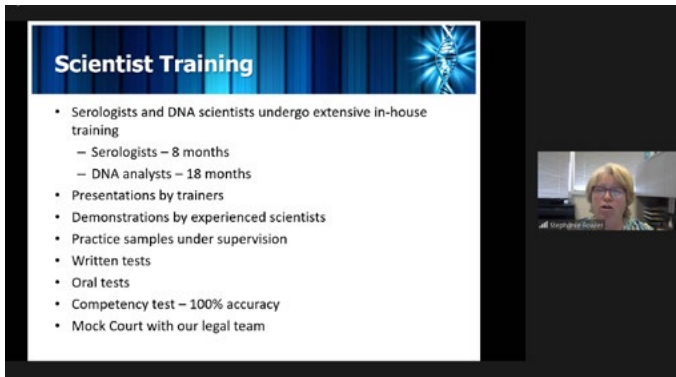 Scientist Training
• Serologists and DNA scientists undergo extensive in-house
training
– Serologists – 8 months
– DNA analysts – 18 months
• Presentations by trainers
• Demonstrations by experienced scientists
• Practice samples under supervision
• Written tests
• Oral tests
• Competency test – 100% accuracy
• Mock Court with our legal team
Stephanie